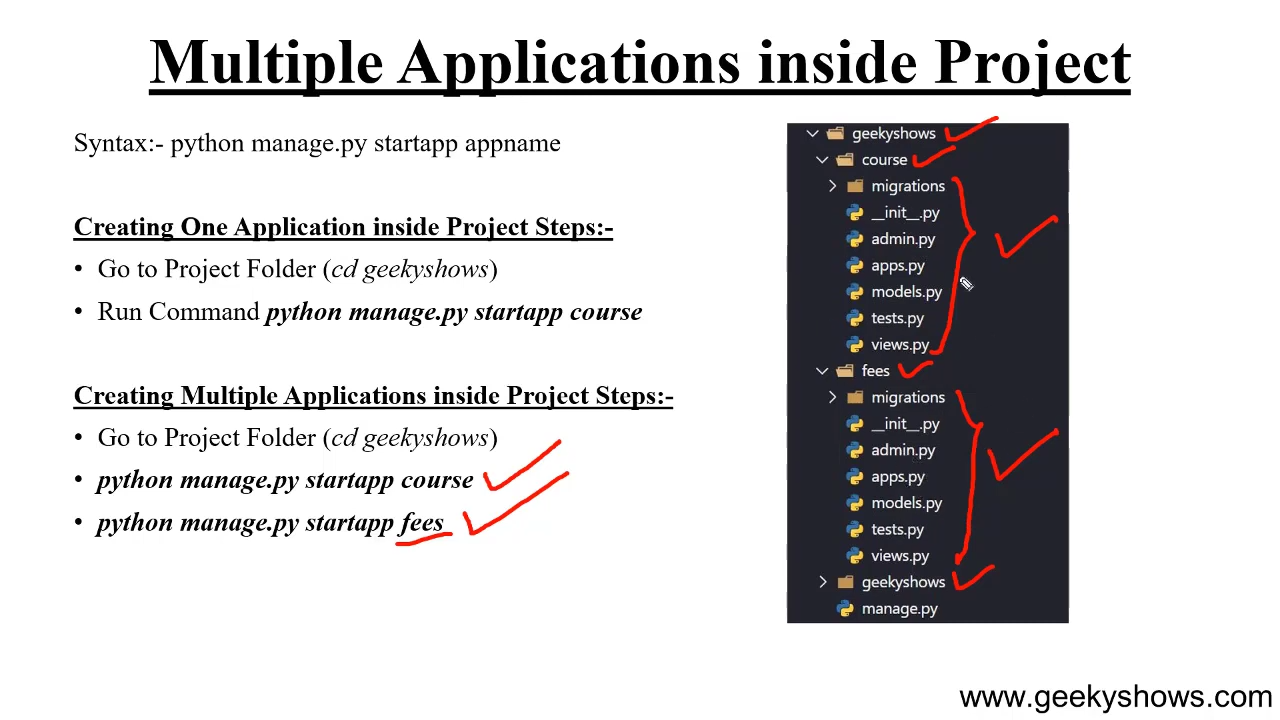 Multiple Applications inside Project
Syntax:- python manage.py startapp appname
Creating One Application inside Project Steps:-
• Go to Project Folder (cd geekyshows)
• Run Command python manage.py startapp course
Creating Multiple Applications inside Project Steps:-
• Go to Project Folder (cd geekyshows)
• python manage.py startapp course
• python manage.py startapp fees
geekyshows
course
migrations
__init__.py
admin.py
apps.py
models.py
tests.py
views.py
fees
migrations
__init__.py
admin.py
apps.py
models.py
tests.py
views.py
geekyshows
manage.py
www.geekyshows.com